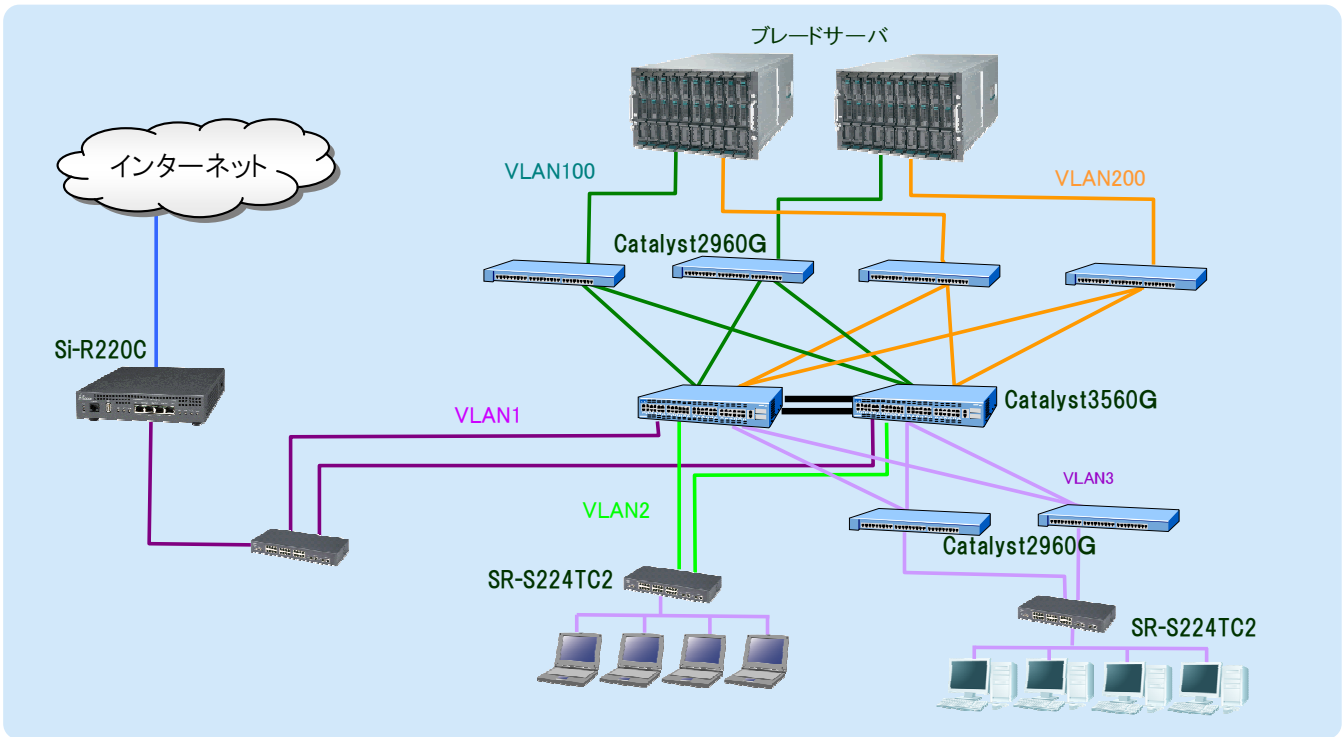 ブレードサーバ
インターネット
VLAN100
VLAN200
Catalyst2960G
Si-R220C
Catalyst3560G
VLAN1
VLAN3
VLAN2
Catalyst2960G
SR-S224TC2
SR-S224TC2